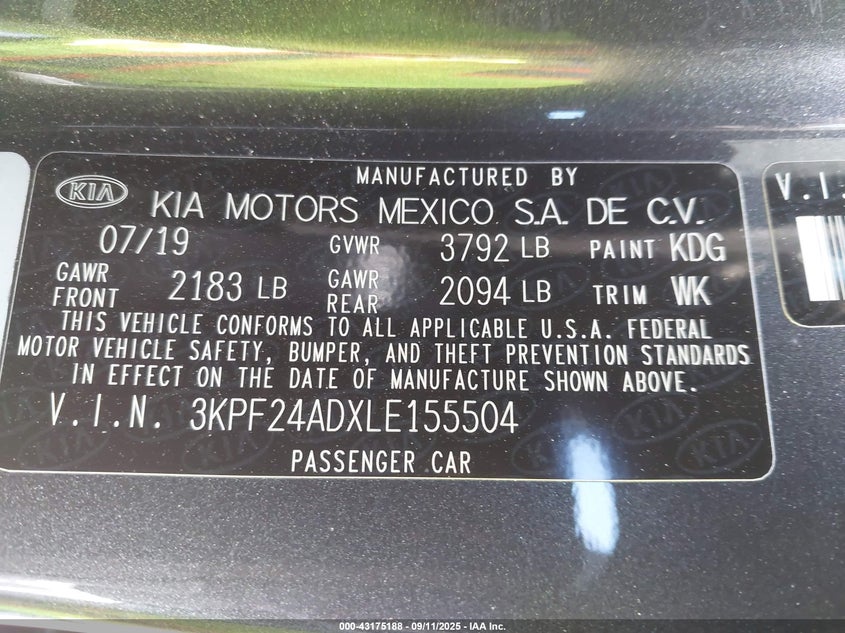 MANUFACTURED BY
KIA KIA MOTORS MEXICO S.A. DE C.V.
07/19 GVWR 3792 LB PAINT KDG
GAWR FRONT 2183 LB GAWR REAR 2094 LB TRIM WK
THIS VEHICLE CONFORMS TO ALL APPLICABLE U.S.A. FEDERAL
MOTOR VEHICLE SAFETY, BUMPER, AND THEFT PREVENTION STANDARDS
IN EFFECT ON THE DATE OF MANUFACTURE SHOWN ABOVE.
V.I.N. 3KPF24ADXLE155504
PASSENGER CAR
V.I.
000-43175188 - 09/11/2025 - IAA Inc.